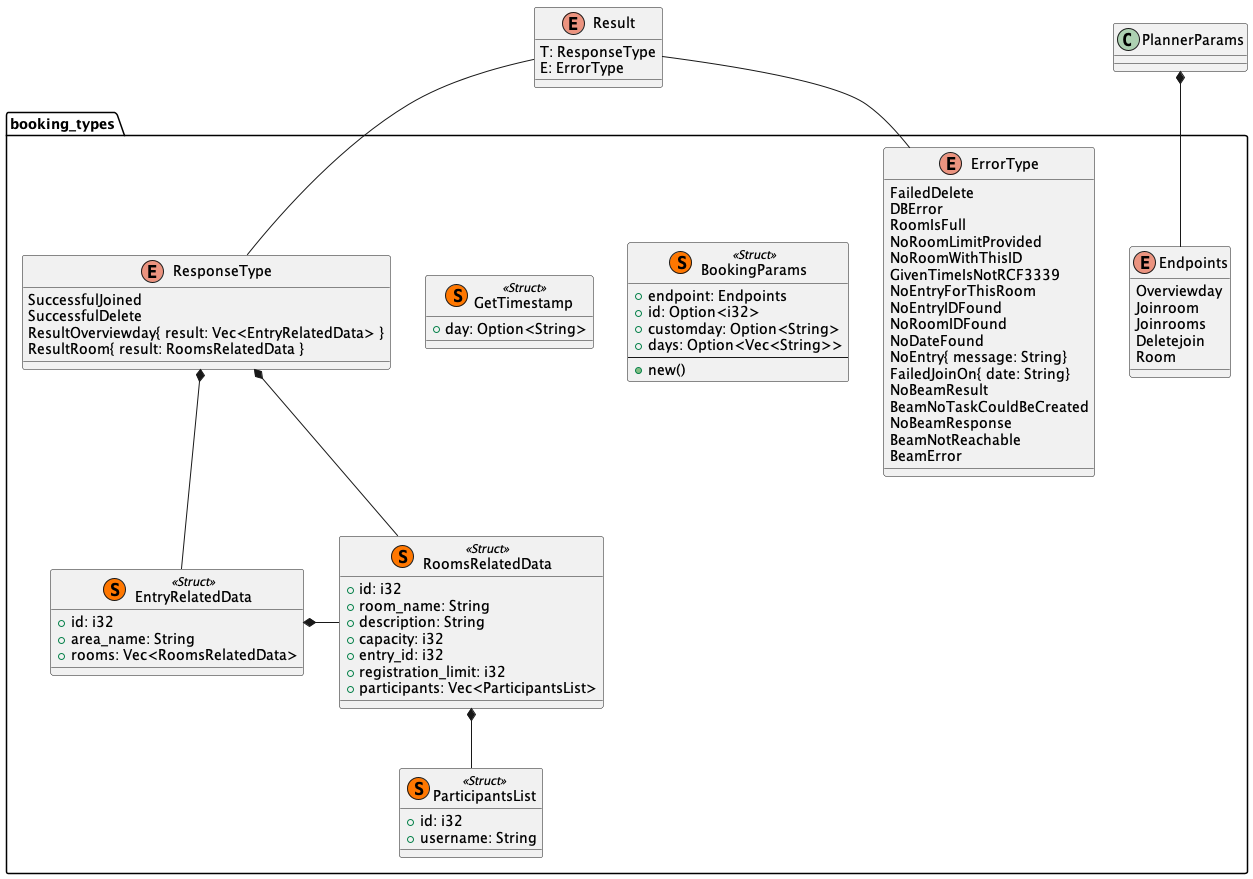 E Result
T: ResponseType
E: ErrorType
C PlannerParams
booking_types
E ErrorType
FailedDelete
DBError
RoomIsFull
NoRoomLimitProvided
NoRoomWithThisID
GivenTimeIsNotRCF3339
NoEntryForThisRoom
NoEntryIDFound
NoRoomIDFound
NoDateFound
NoEntry{ message: String}
FailedJoinOn{ date: String}
NoBeamResult
BeamNoTaskCouldBeCreated
NoBeamResponse
BeamNotReachable
BeamError
E ResponseType
SuccessfulJoined
SuccessfulDelete
ResultOverviewday{ result: Vec<EntryRelatedData> }
ResultRoom{ result: RoomsRelatedData }
S «Struct»
GetTimestamp
day: Option<String>
S «Struct»
BookingParams
endpoint: Endpoints
id: Option<i32>
customday: Option<String>
days: Option<Vec<String>>
new()
E Endpoints
Overviewday
Joinroom
Joinrooms
Deletejoin
Room
S «Struct»
EntryRelatedData
id: i32
area_name: String
rooms: Vec<RoomsRelatedData>
S «Struct»
RoomsRelatedData
id: i32
room_name: String
description: String
capacity: i32
entry_id: i32
registration_limit: i32
participants: Vec<ParticipantsList>
S «Struct»
ParticipantsList
id: i32
username: String